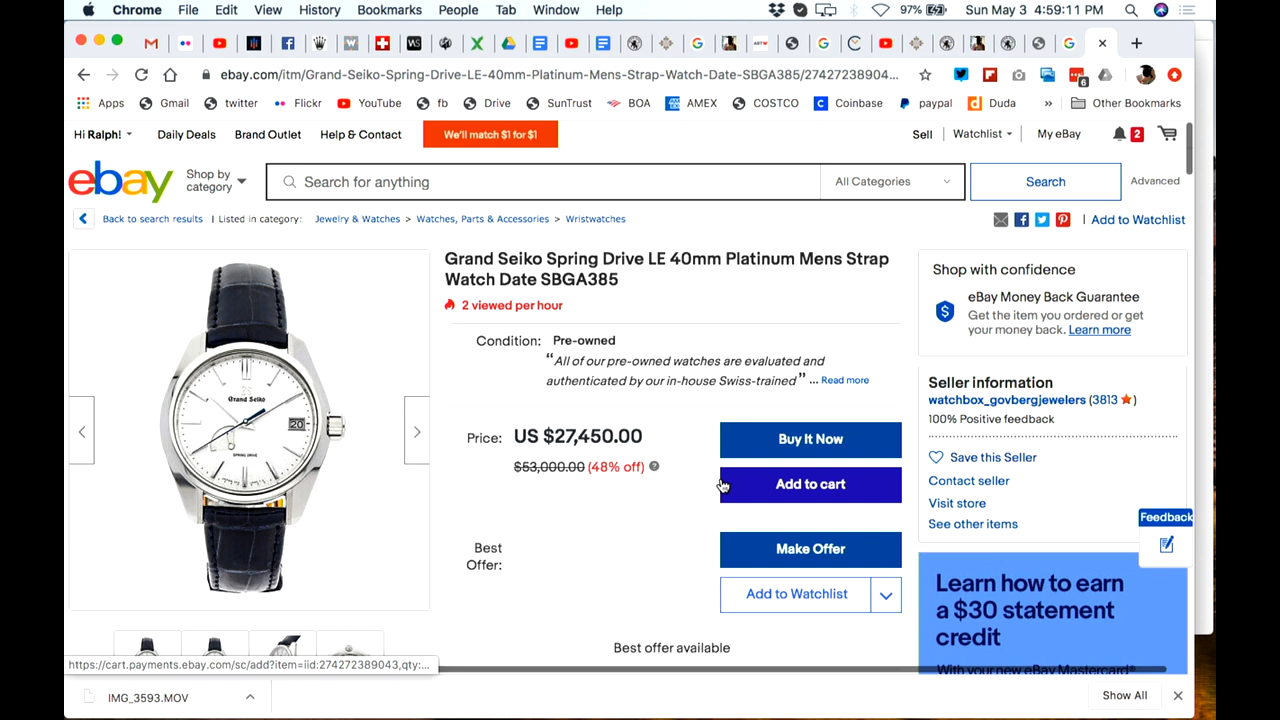 Chrome File Edit View History Bookmarks People Tab Window Help 97% Sun May 3 4:59:11 PM
ebay.com/itm/Grand-Seiko-Spring-Drive-LE-40mm-Platinum-Mens-Strap-Watch-Date-SBGA385/27427238904...
6
Apps Gmail twitter Flickr YouTube fb Drive SunTrust BOA AMEX COSTCO Coinbase paypal Duda » Other Bookmarks
Hi Ralph! Daily Deals Brand Outlet Help & Contact We'll match $1 for $1 Sell Watchlist My eBay 2
ebay Shop by category Search for anything All Categories Search Advanced
Back to search results | Listed in category: Jewelry & Watches > Watches, Parts & Accessories > Wristwatches | Add to Watchlist
Grand Seiko Spring Drive LE 40mm Platinum Mens Strap
Watch Date SBGA385
2 viewed per hour
Condition: Pre-owned
“All of our pre-owned watches are evaluated and
authenticated by our in-house Swiss-trained” ... Read more
Price: US $27,450.00
$53,000.00 (48% off)
Buy It Now
Add to cart
Best
Offer:
Make Offer
Add to Watchlist
Best offer available
Grand Seiko
20
SPRING DRIVE
Shop with confidence
eBay Money Back Guarantee
Get the item you ordered or get
your money back. Learn more
Seller information
watchbox_govbergjewelers (3813)
100% Positive feedback
Save this Seller
Contact seller
Visit store
See other items
Feedback
Learn how to earn
a $30 statement
credit
With your new eBay Mastercard®
https://cart.payments.ebay.com/sc/add?item=iid:274272389043,qty:...
IMG_3593.MOV
Show All